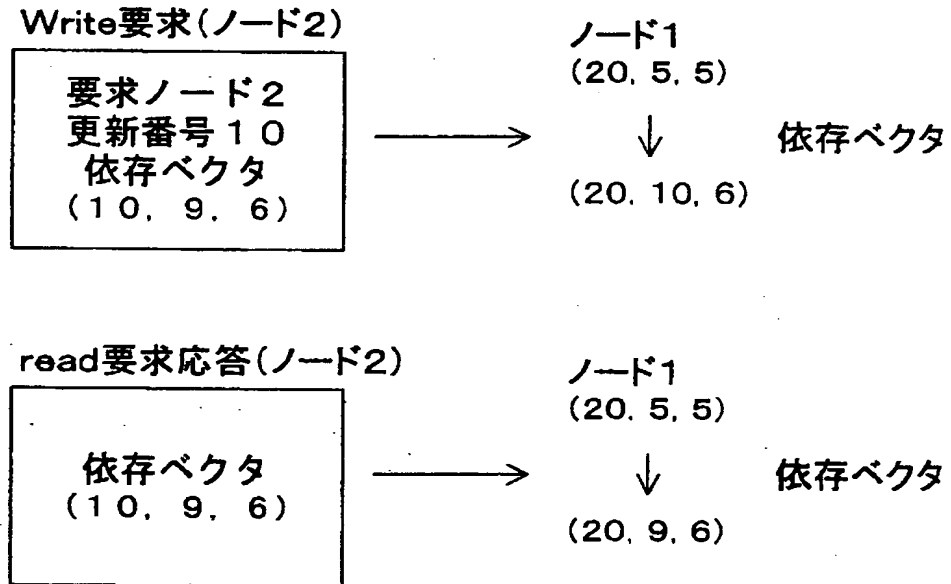 Write要求(ノード2)
要求ノード2
更新番号10
依存ベクタ
(10, 9, 6)
ノード1
(20, 5, 5)
依存ベクタ
(20, 10, 6)
read要求応答(ノード2)
依存ベクタ
(10, 9, 6)
ノード1
(20, 5, 5)
依存ベクタ
(20, 9, 6)